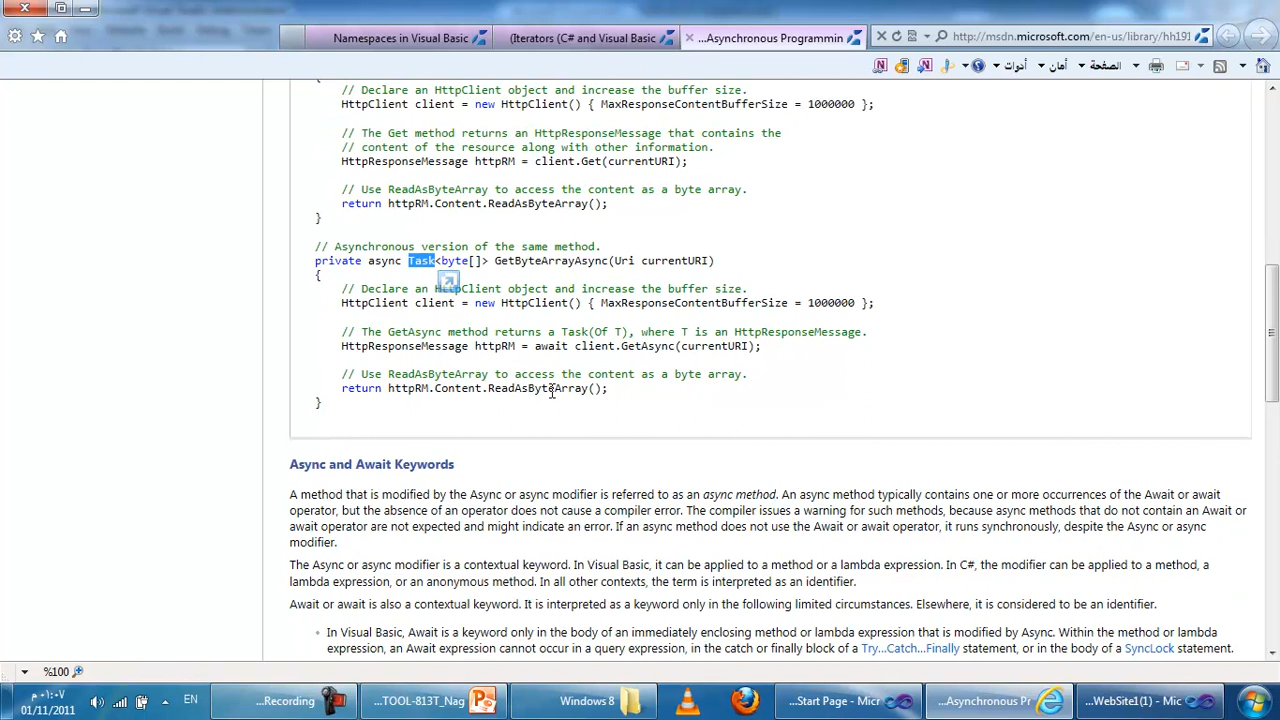 Namespaces in Visual Basic
(Iterators (C# and Visual Basic
...Asynchronous Programmin
http://msdn.microsoft.com/en-us/library/hh191
أدوات
أمان
الصفحة
{
// Declare an HttpClient object and increase the buffer size.
HttpClient client = new HttpClient() { MaxResponseContentBufferSize = 1000000 };
// The Get method returns an HttpResponseMessage that contains the
// content of the resource along with other information.
HttpResponseMessage httpRM = client.Get(currentURI);
// Use ReadAsByteArray to access the content as a byte array.
return httpRM.Content.ReadAsByteArray();
}
// Asynchronous version of the same method.
private async Task<byte[]> GetByteArrayAsync(Uri currentURI)
{
// Declare an HttpClient object and increase the buffer size.
HttpClient client = new HttpClient() { MaxResponseContentBufferSize = 1000000 };
// The GetAsync method returns a Task(Of T), where T is an HttpResponseMessage.
HttpResponseMessage httpRM = await client.GetAsync(currentURI);
// Use ReadAsByteArray to access the content as a byte array.
return httpRM.Content.ReadAsByteArray();
}
Async and Await Keywords
A method that is modified by the Async or async modifier is referred to as an async method. An async method typically contains one or more occurrences of the Await or await
operator, but the absence of an operator does not cause a compiler error. The compiler issues a warning for such methods, because async methods that do not contain an Await or
await operator are not expected and might indicate an error. If an async method does not use the Await or await operator, it runs synchronously, despite the Async or async
modifier.
The Async or async modifier is a contextual keyword. In Visual Basic, it can be applied to a method or a lambda expression. In C#, the modifier can be applied to a method, a
lambda expression, or an anonymous method. In all other contexts, the term is interpreted as an identifier.
Await or await is also a contextual keyword. It is interpreted as a keyword only in the following limited circumstances. Elsewhere, it is considered to be an identifier.
• In Visual Basic, Await is a keyword only in the body of an immediately enclosing method or lambda expression that is modified by Async. Within the method or lambda
expression, an Await expression cannot occur in a query expression, in the catch or finally block of a Try...Catch...Finally statement, or in the body of a SyncLock statement.
%100
٠١:٠٧ م
01/11/2011
EN
...Recording
...TOOL-813T_Nag
Windows 8
...Start Page - Micr
...Asynchronous Pr
...WebSite1(1) - Mic